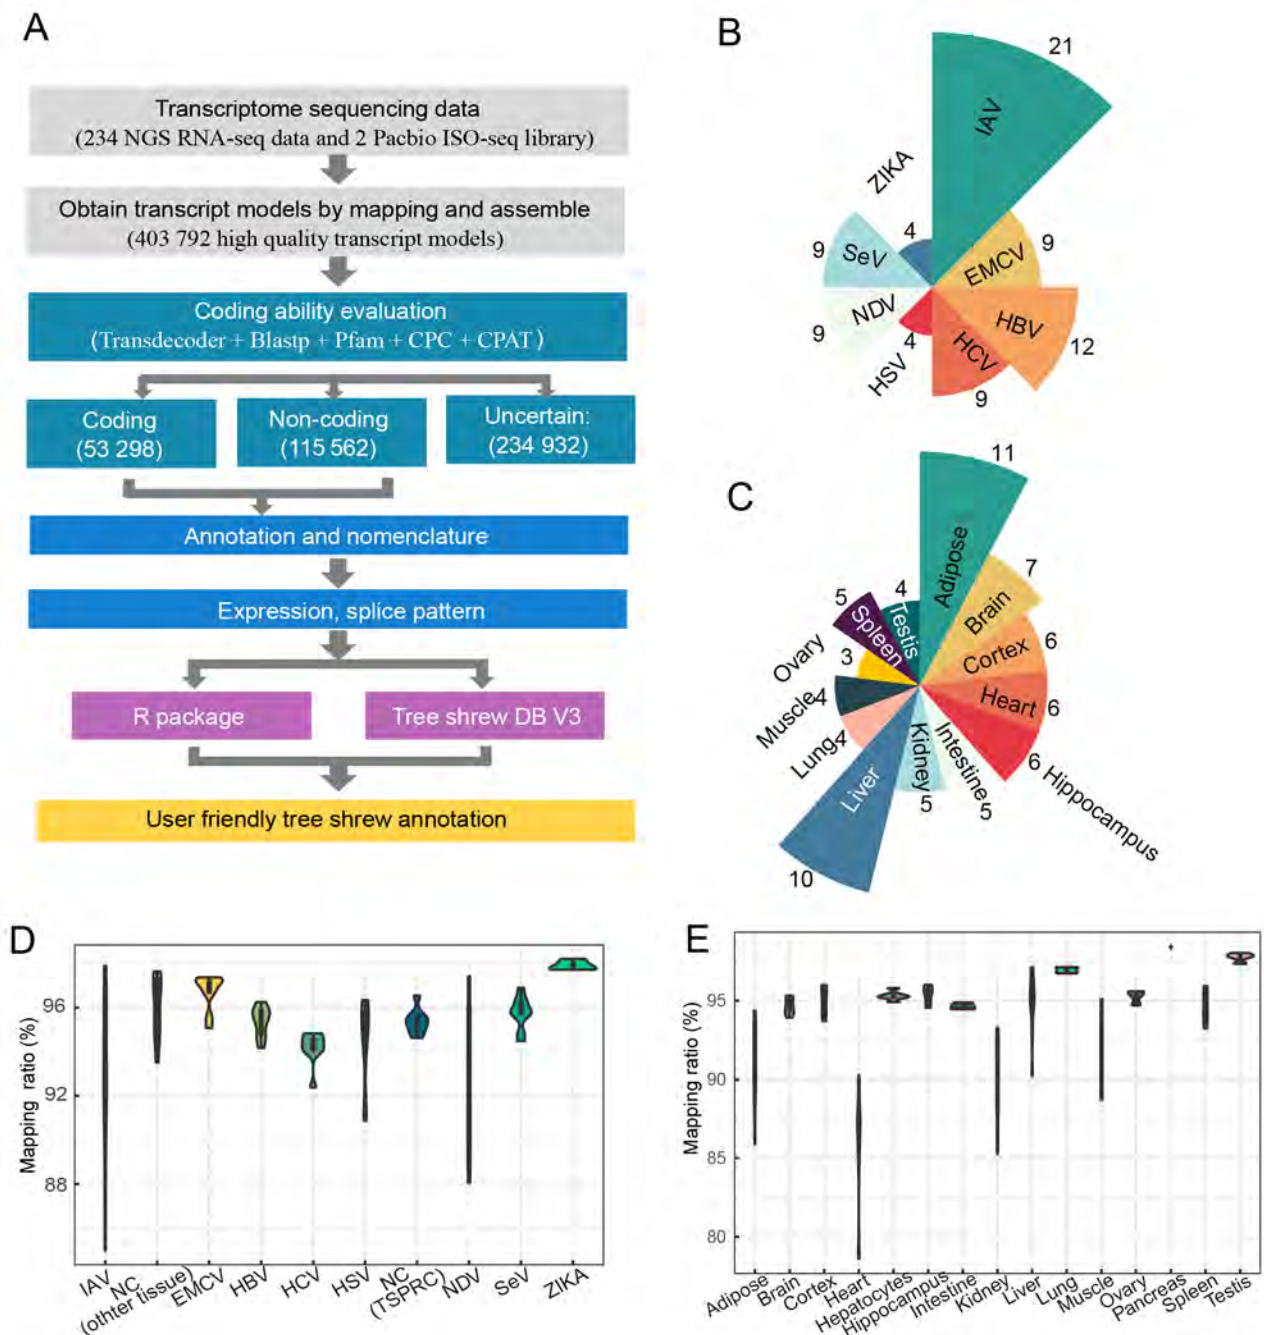 A
Transcriptome sequencing data
(234 NGS RNA-seq data and 2 Pacbio ISO-seq library)
Obtain transcript models by mapping and assemble
(403 792 high quality transcript models)
Coding ability evaluation
(Transdecoder + Blastp + Pfam + CPC + CPAT)
Coding
(53 298)
Non-coding
(115 562)
Uncertain:
(234 932)
Annotation and nomenclature
Expression, splice pattern
R package
Tree shrew DB V3
User friendly tree shrew annotation
B
21
IAV
ZIKA
4
9
SeV
EMCV
9
NDV
9
HBV
12
HSV
4
HCV
9
C
11
Adipose
7
Brain
6
Cortex
Heart
6
6
Hippocampus
Intestine
5
Kidney
5
Liver
10
Lung
4
Muscle
4
Ovary
3
5
Spleen
4
Testis
D
Mapping ratio (%)
96
92
88
IAV
NC
(othter tissue)
EMCV
HBV
HCV
HSV
NC
(TSPRC)
NDV
SeV
ZIKA
E
Mapping ratio (%)
95
90
85
80
Adipose
Brain
Cortex
Heart
Hepatocytes
Hippocampus
Intestine
Kidney
Liver
Lung
Muscle
Ovary
Pancreas
Spleen
Testis